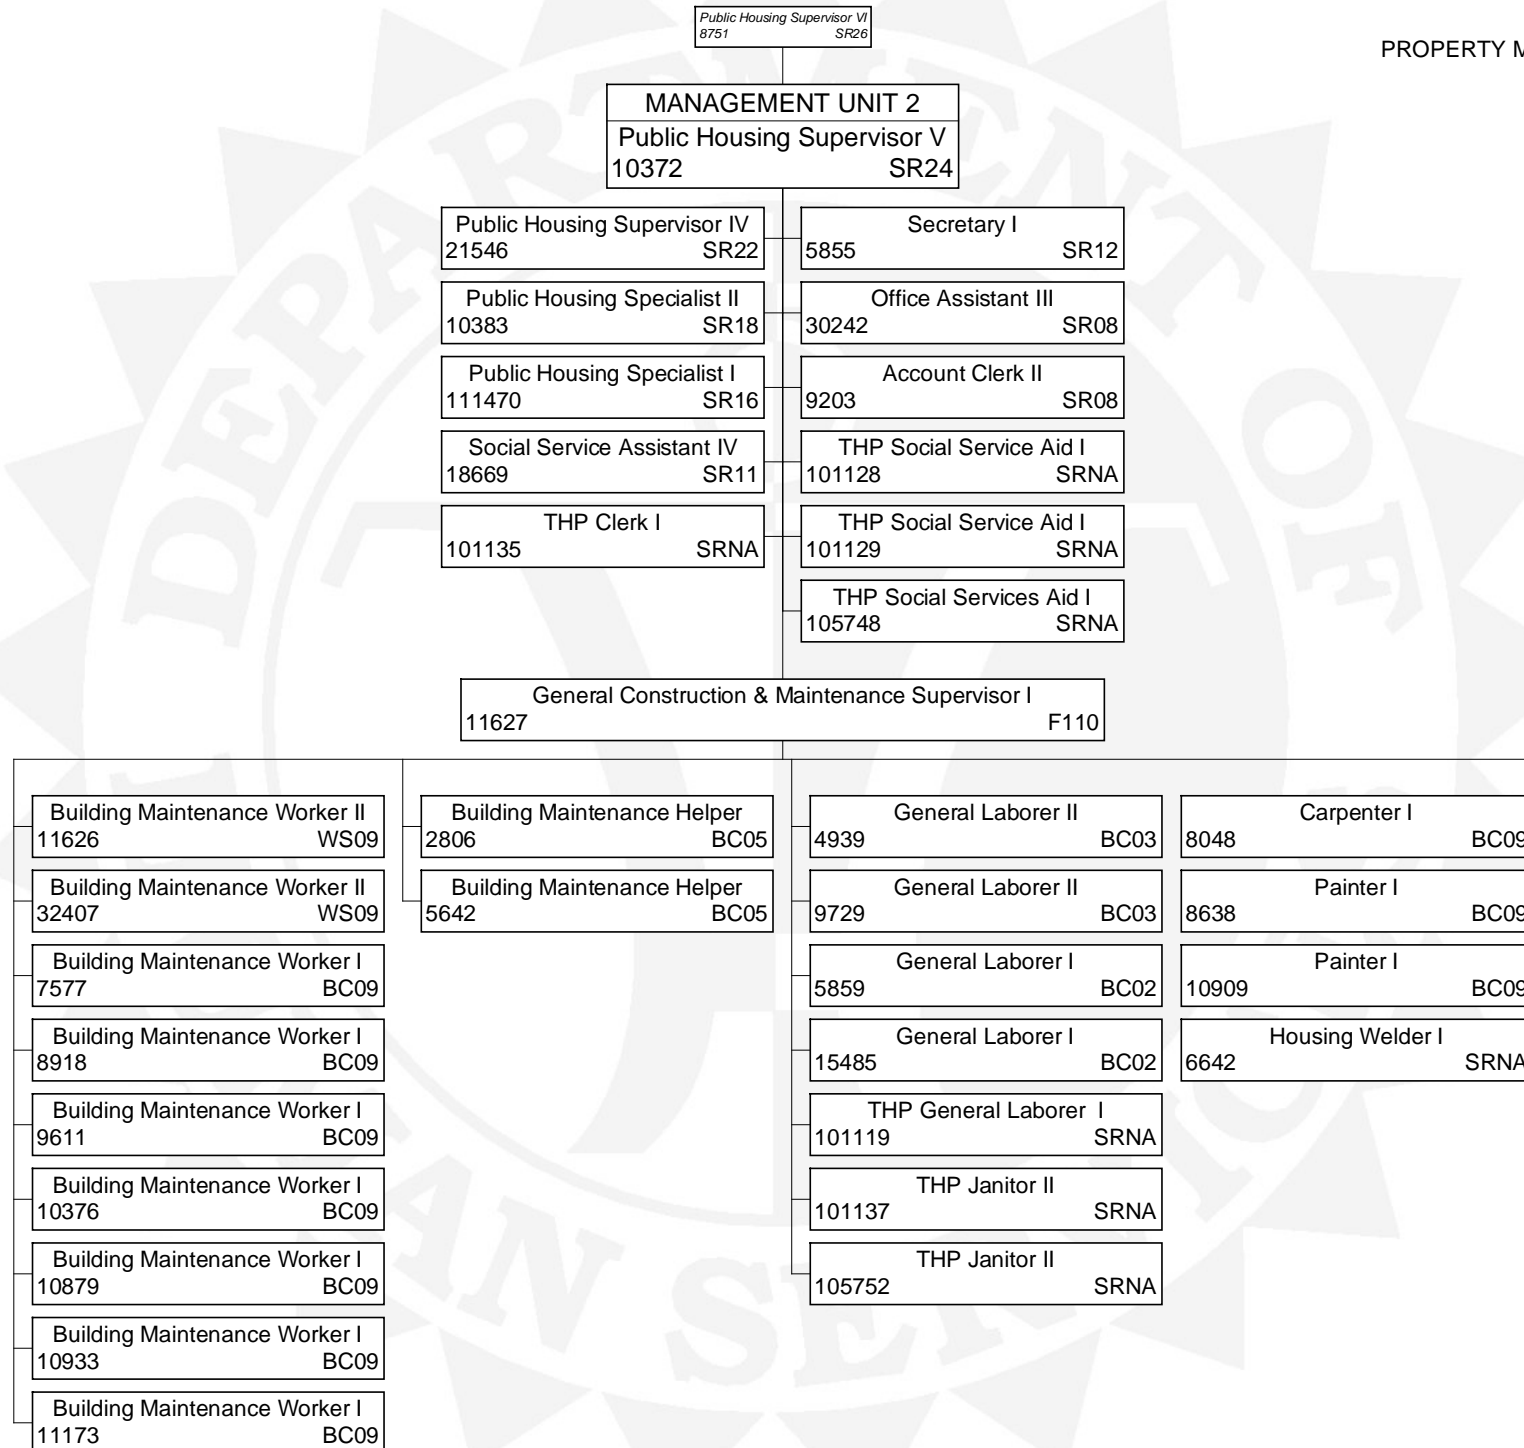 Public Housing Supervisor VI
8751 SR26
PROPERTY M
MANAGEMENT UNIT 2
Public Housing Supervisor V
10372 SR24
Public Housing Supervisor IV
21546 SR22
Secretary I
5855 SR12
Public Housing Specialist II
10383 SR18
Office Assistant III
30242 SR08
Public Housing Specialist I
111470 SR16
Account Clerk II
9203 SR08
Social Service Assistant IV
18669 SR11
THP Social Service Aid I
101128 SRNA
THP Clerk I
101135 SRNA
THP Social Service Aid I
101129 SRNA
THP Social Services Aid I
105748 SRNA
General Construction & Maintenance Supervisor I
11627 F110
Building Maintenance Worker II
11626 WS09
Building Maintenance Worker II
32407 WS09
Building Maintenance Worker I
7577 BC09
Building Maintenance Worker I
8918 BC09
Building Maintenance Worker I
9611 BC09
Building Maintenance Worker I
10376 BC09
Building Maintenance Worker I
10879 BC09
Building Maintenance Worker I
10933 BC09
Building Maintenance Worker I
11173 BC09
Building Maintenance Helper
2806 BC05
Building Maintenance Helper
5642 BC05
General Laborer II
4939 BC03
General Laborer II
9729 BC03
General Laborer I
5859 BC02
General Laborer I
15485 BC02
THP General Laborer I
101119 SRNA
THP Janitor II
101137 SRNA
THP Janitor II
105752 SRNA
Carpenter I
8048 BC09
Painter I
8638 BC09
Painter I
10909 BC09
Housing Welder I
6642 SRNA
DEPARTMENT OF